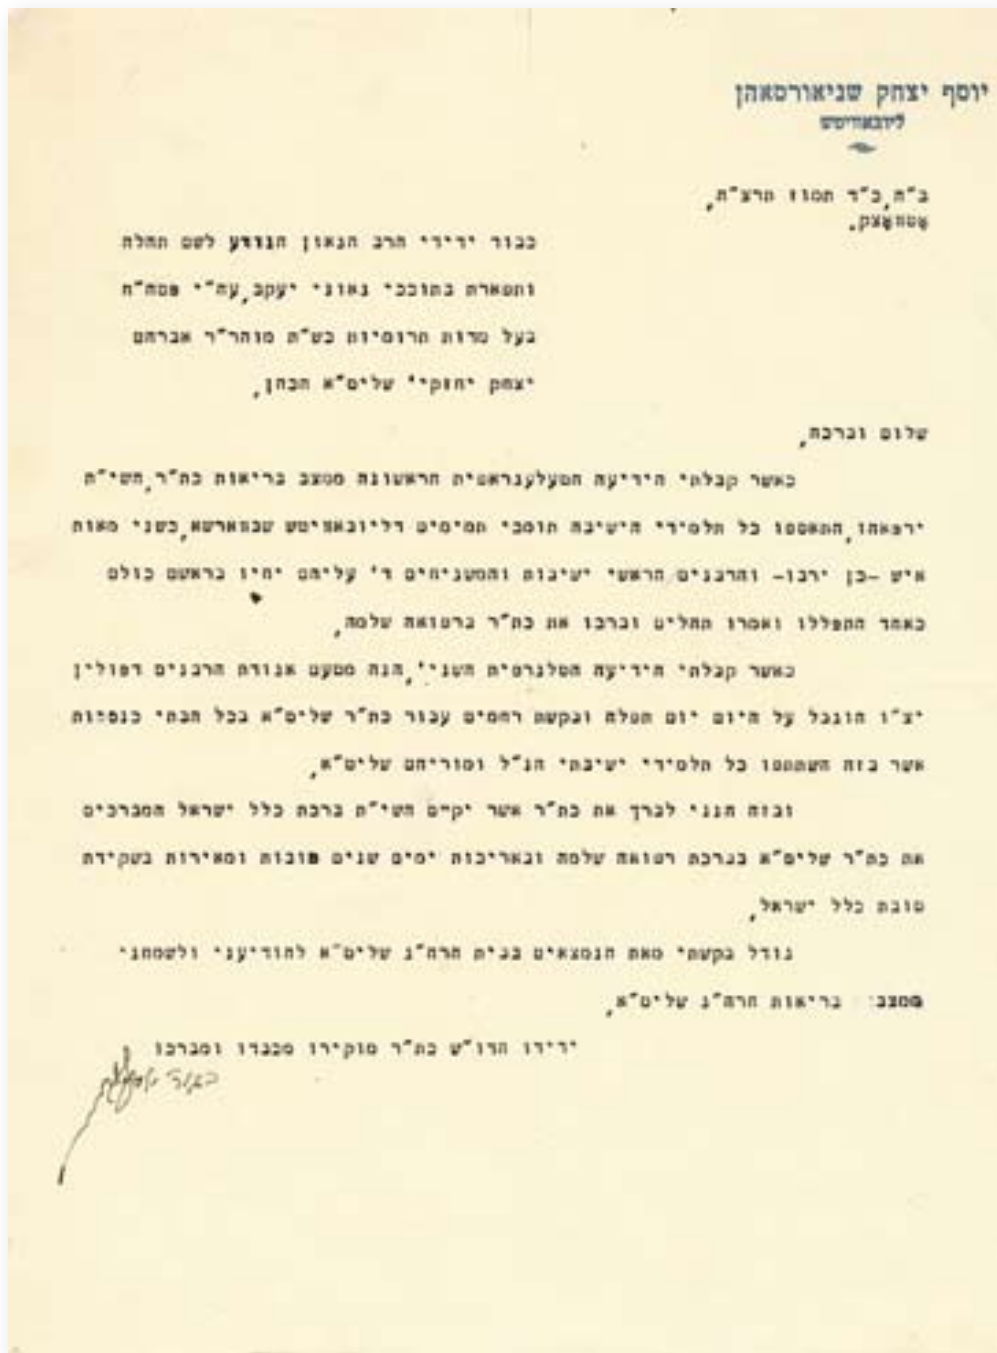 יוסף יצחק שניאורסאהן
ליובאוויטש
ב"ה,כ"ד תמוז תרצ"ה,
אָטוואָצק.
כבוד ידידי הרב הגאון הנודע לשם תהלה
ותפארת בתוככי גאוני יעקב,עה"י פסח"ח
בעל מדות תרומיות כש"ת מוהר"ר אברהם
יצחק יחזקי' שליט"א הכהן,
שלום וברכה,
כאשר קבלתי הידיעה הטעלעגראפית הראשונה ממצב בריאות כת"ר,השי"ת
ירפאהו,התאספו כל תלמידי הישיבה תומכי תמימים דליובאוויטש שבווארשא,כשני מאות
איש -כן ירבו- והרבנים הראשי ישיבות והמשגיחים ד' עליהם יחיו בראשם כולם
כאחד התפללו ואמרו תהלים וברכו את כת"ר ברפואה שלמה,
כאשר קבלתי הידיעה הטלגרפית השני',הנה מטעם אגודת הרבנים דפולין
יצ"ו הוגבל על היום יום תפלה ובקשת רחמים עבור כת"ר שליט"א בכל הבתי כנסיות
אשר בזה השתתפו כל תלמידי ישיבתי הנ"ל ומוריהם שליט"א,
ובזה הנני לברך את כת"ר אשר יקיים השי"ת ברכת כלל ישראל המברכים
את כת"ר שליט"א בברכת רפואה שלמה ובאריכות ימים שנים טובות ומאירות בשקידת
טובת כלל ישראל,
גודל בקשתי מאת הנמצאים בבית הרה"ג שליט"א להודיעני ולשמחני
ממצב בריאות הרה"ג שליט"א,
ידידו הדו"ש כת"ר מוקירו מכבדו ומברכו